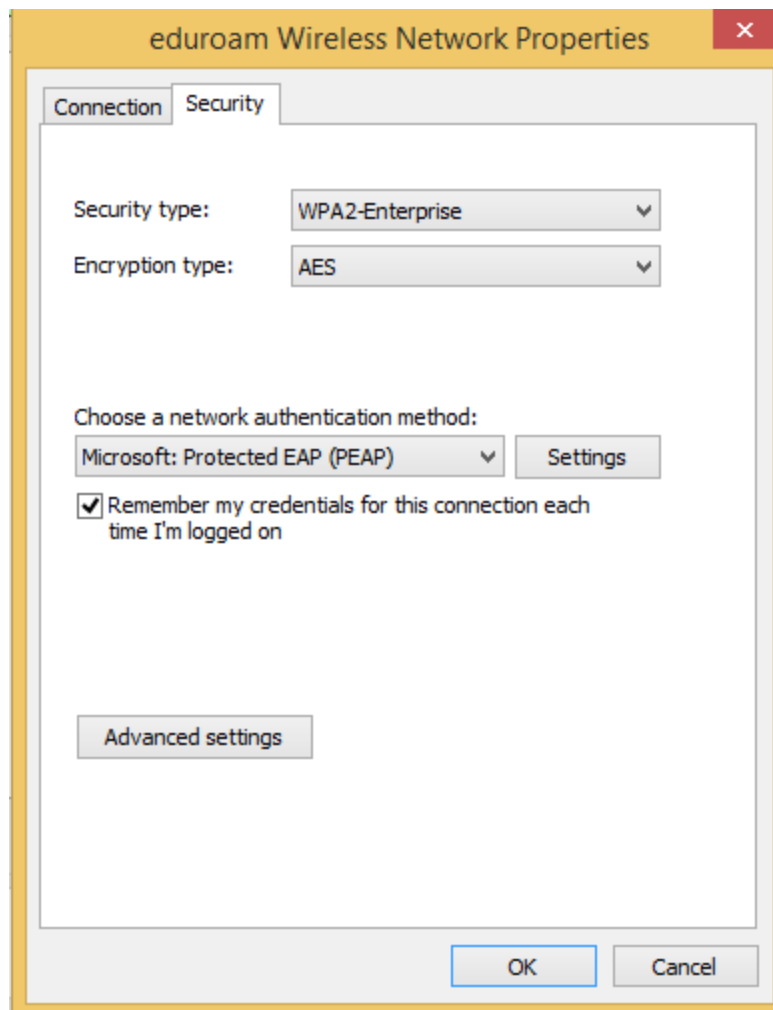 eduroam Wireless Network Properties
Connection
Security
Security type:
WPA2-Enterprise
Encryption type:
AES
Choose a network authentication method:
Microsoft: Protected EAP (PEAP)
Settings
Remember my credentials for this connection each
time I'm logged on
Advanced settings
OK
Cancel